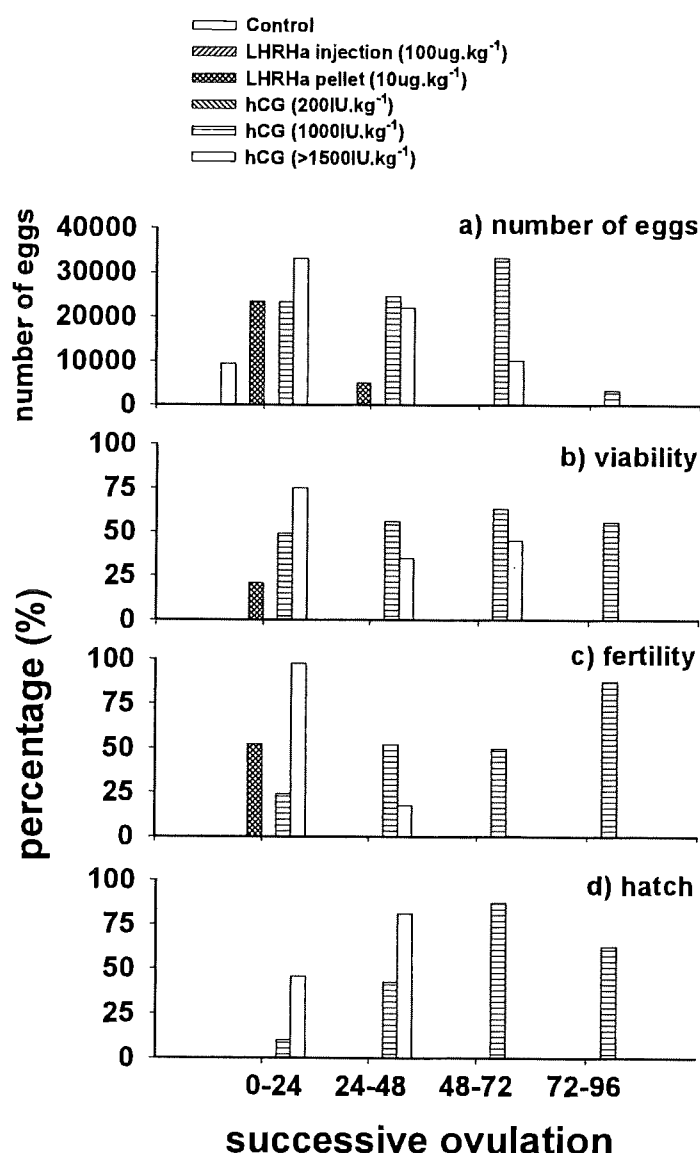 Control
LHRHa injection (100ug.kg⁻¹)
LHRHa pellet (10ug.kg⁻¹)
hCG (200IU.kg⁻¹)
hCG (1000IU.kg⁻¹)
hCG (>1500IU.kg⁻¹)
a) number of eggs
number of eggs
40000
30000
20000
10000
0
b) viability
100
75
50
25
0
percentage (%)
c) fertility
100
75
50
25
0
d) hatch
100
75
50
25
0
0-24 24-48 48-72 72-96
successive ovulation